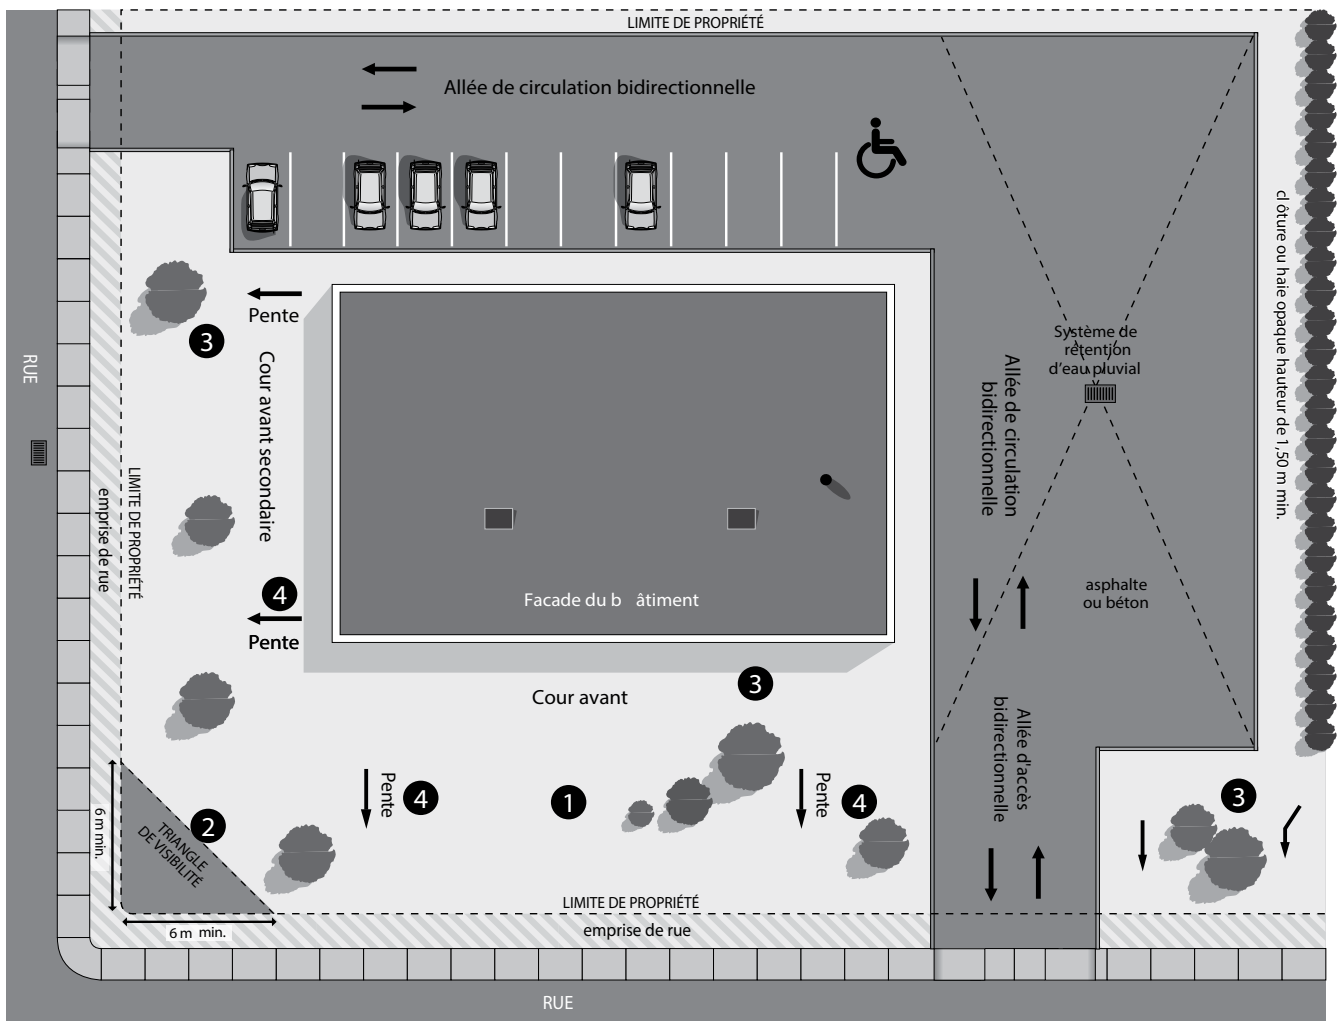 LIMITE DE PROPRIÉTÉ
Allée de circulation bidirectionnelle
clôture ou haie opaque hauteur de 1,50 m min.
Pente
3
RUE
Cour avant secondaire
Système de
rétention
d'eau pluvial
Allée de circulation
bidirectionnelle
LIMITE DE PROPRIÉTÉ
emprise de rue
4
Pente
Facade du b âtiment
asphalte
ou béton
3
Cour avant
Allée d'accès
bidirectionnelle
Pente
4
1
Pente
4
3
6 m min.
2
TRIANGLE
DE VISIBILITÉ
6 m min.
LIMITE DE PROPRIÉTÉ
emprise de rue
RUE